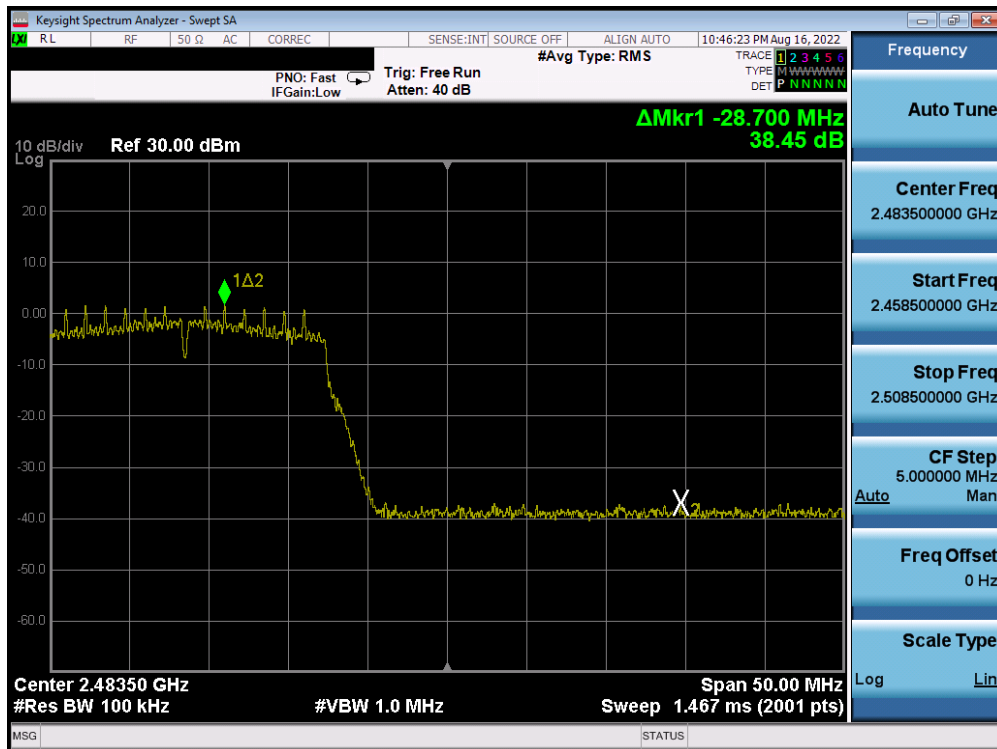 Keysight Spectrum Analyzer - Swept SA
LXI RL RF 50 Ω AC CORREC SENSE:INT SOURCE OFF ALIGN AUTO 10:46:23 PM Aug 16, 2022
PNO: Fast
IFGain:Low
Trig: Free Run
Atten: 40 dB
#Avg Type: RMS
TRACE 1 2 3 4 5 6
TYPE M WWWWW
DET P N N N N N
ΔMkr1 -28.700 MHz
38.45 dB
10 dB/div
Log
Ref 30.00 dBm
20.0
10.0
0.00
-10.0
-20.0
-30.0
-40.0
-50.0
-60.0
1Δ2
2
Center 2.48350 GHz
#Res BW 100 kHz
#VBW 1.0 MHz
Span 50.00 MHz
Sweep 1.467 ms (2001 pts)
MSG
STATUS
Frequency
Auto Tune
Center Freq
2.483500000 GHz
Start Freq
2.458500000 GHz
Stop Freq
2.508500000 GHz
CF Step
5.000000 MHz
Auto Man
Freq Offset
0 Hz
Scale Type
Log Lin